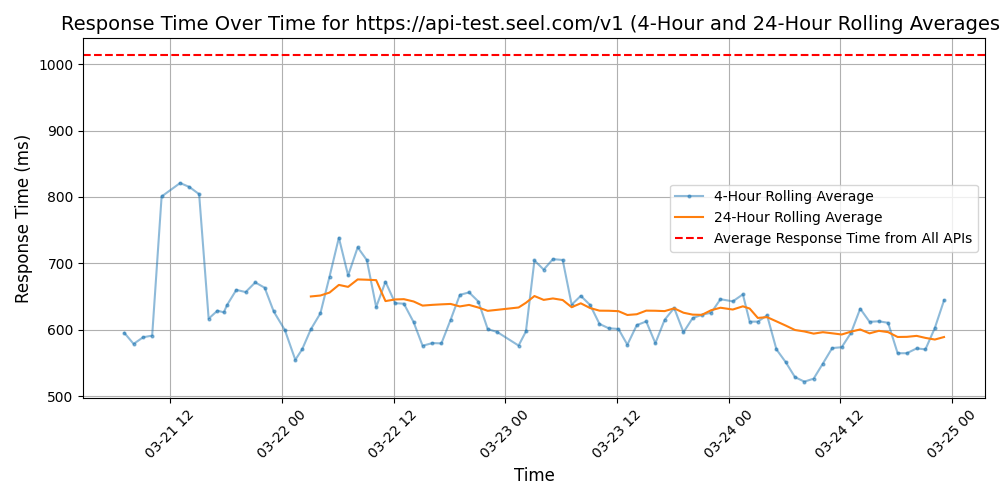 Response Time Over Time for https://api-test.seel.com/v1 (4-Hour and 24-Hour Rolling Averages
Response Time (ms)
1000
900
800
700
600
500
4-Hour Rolling Average
24-Hour Rolling Average
Average Response Time from All APIs
03-21 12
03-22 00
03-22 12
03-23 00
03-23 12
03-24 00
03-24 12
03-25 00
Time